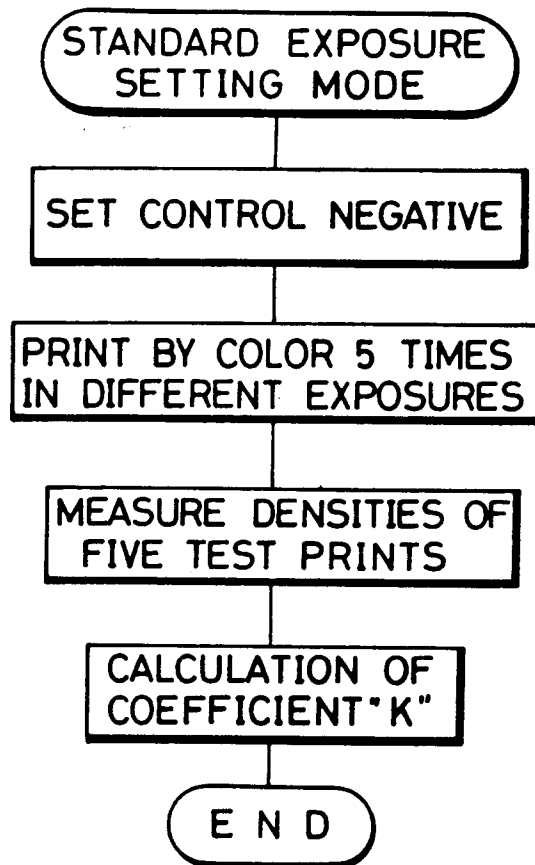 STANDARD EXPOSURE
SETTING MODE
SET CONTROL NEGATIVE
PRINT BY COLOR 5 TIMES
IN DIFFERENT EXPOSURES
MEASURE DENSITIES OF
FIVE TEST PRINTS
CALCULATION OF
COEFFICIENT "K"
END